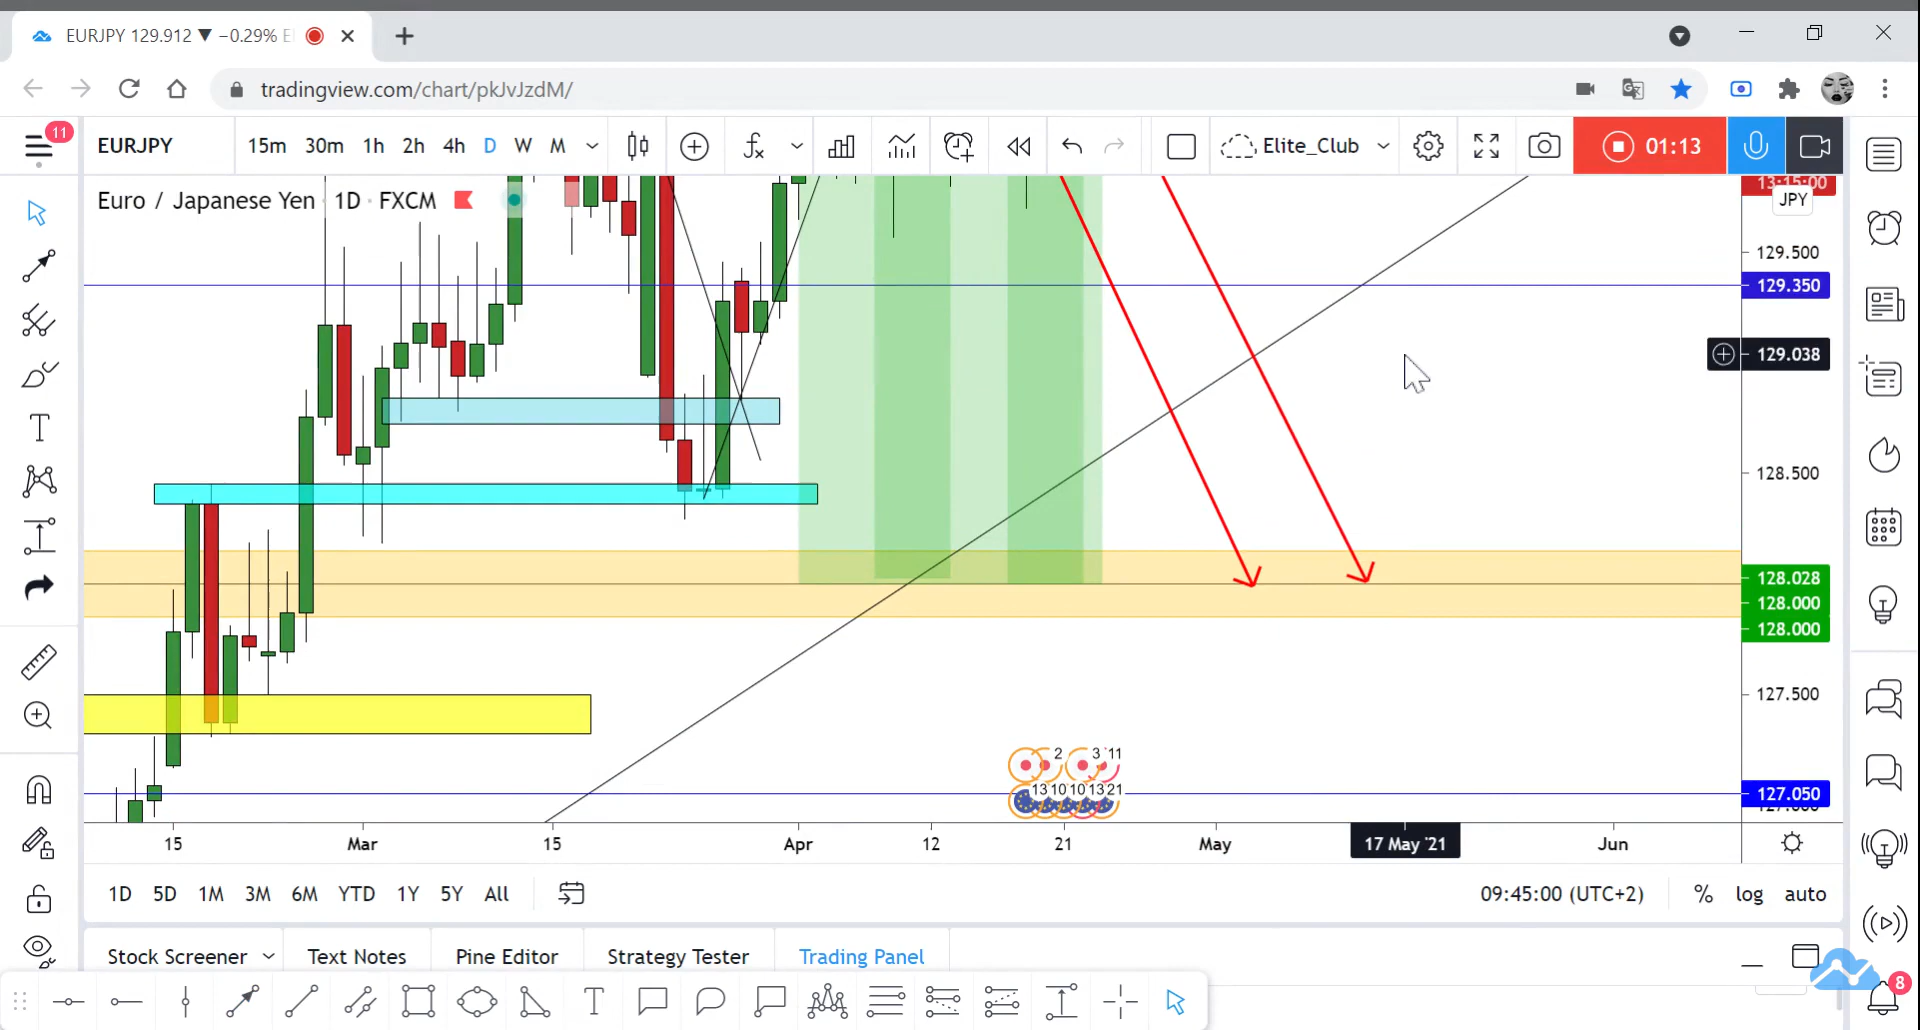 EURJPY 129.912 ▼ −0.29%
tradingview.com/chart/pkJvJzdM/
11
EURJPY 15m 30m 1h 2h 4h D W M Elite_Club 01:13
Euro / Japanese Yen 1D · FXCM
13:15:00
JPY
129.500
129.350
129.038
128.500
128.028
128.000
128.000
127.500
127.050
2 3 11
13 10 10 13 21
15 Mar 15 Apr 12 21 May 17 May '21 Jun
1D 5D 1M 3M 6M YTD 1Y 5Y All 09:45:00 (UTC+2) % log auto
Stock Screener Text Notes Pine Editor Strategy Tester Trading Panel
8